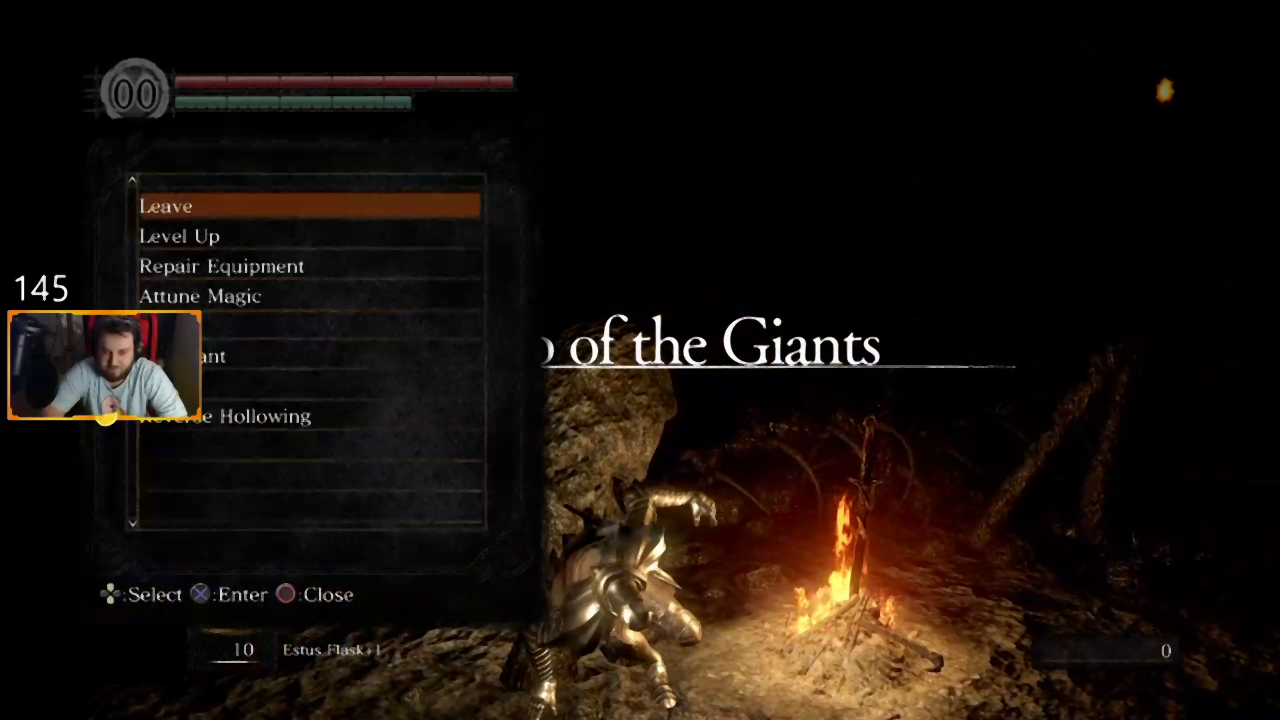 00
Leave
Level Up
Repair Equipment
Attune Magic
145
of the Giants
Hollowing
:Select :Enter :Close
10 Estus Flask+1
0